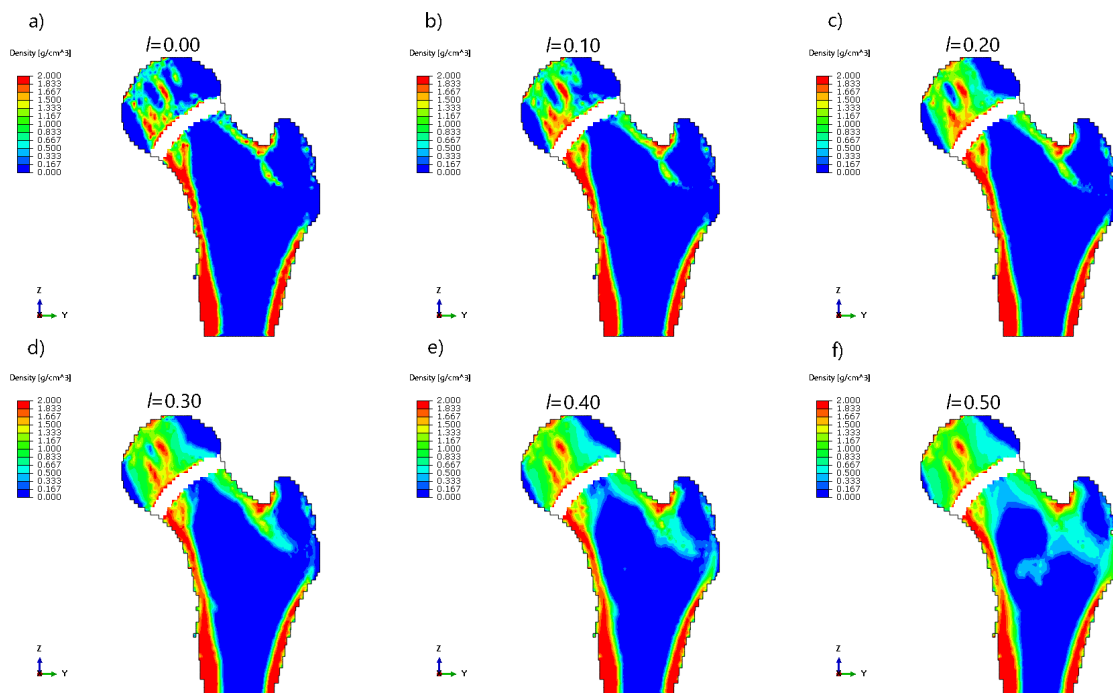 a)
l=0.00
Density [g/cm^3]
2.000
1.833
1.667
1.500
1.333
1.167
1.000
0.833
0.667
0.500
0.333
0.167
0.000
Z
Y
b)
l=0.10
Density [g/cm^3]
2.000
1.833
1.667
1.500
1.333
1.167
1.000
0.833
0.667
0.500
0.333
0.167
0.000
Z
Y
c)
l=0.20
Density [g/cm^3]
2.000
1.833
1.667
1.500
1.333
1.167
1.000
0.833
0.667
0.500
0.333
0.167
0.000
Z
Y
d)
l=0.30
Density [g/cm^3]
2.000
1.833
1.667
1.500
1.333
1.167
1.000
0.833
0.667
0.500
0.333
0.167
0.000
Z
Y
e)
l=0.40
Density [g/cm^3]
2.000
1.833
1.667
1.500
1.333
1.167
1.000
0.833
0.667
0.500
0.333
0.167
0.000
Z
Y
f)
l=0.50
Density [g/cm^3]
2.000
1.833
1.667
1.500
1.333
1.167
1.000
0.833
0.667
0.500
0.333
0.167
0.000
Z
Y